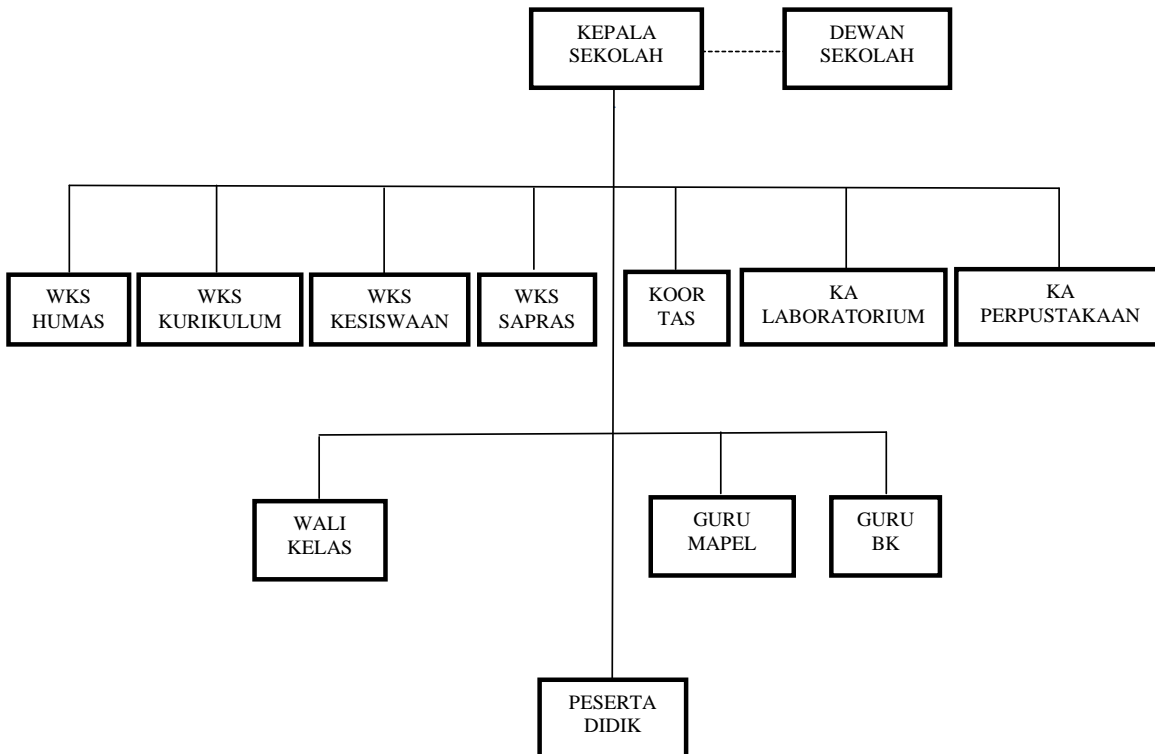 KEPALA
SEKOLAH
DEWAN
SEKOLAH
WKS
HUMAS
WKS
KURIKULUM
WKS
KESISWAAN
WKS
SAPRAS
KOOR
TAS
KA
LABORATORIUM
KA
PERPUSTAKAAN
WALI
KELAS
GURU
MAPEL
GURU
BK
PESERTA
DIDIK